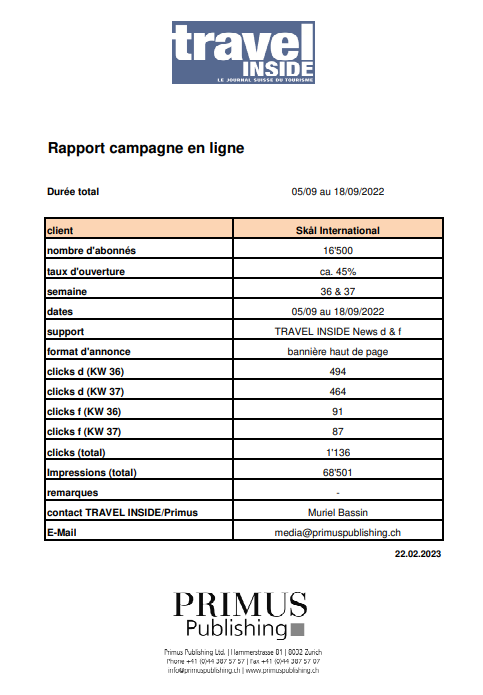 travel
INSIDE
LE JOURNAL SUISSE DU TOURISME
Rapport campagne en ligne
Durée total 05/09 au 18/09/2022
client Skål International
nombre d'abonnés 16'500
taux d'ouverture ca. 45%
semaine 36 & 37
dates 05/09 au 18/09/2022
support TRAVEL INSIDE News d & f
format d'annonce bannière haut de page
clicks d (KW 36) 494
clicks d (KW 37) 464
clicks f (KW 36) 91
clicks f (KW 37) 87
clicks (total) 1'136
Impressions (total) 68'501
remarques -
contact TRAVEL INSIDE/Primus Muriel Bassin
E-Mail media@primuspublishing.ch
22.02.2023
PRIMUS
Publishing
Primus Publishing Ltd. | Hammerstrasse 81 | 8032 Zurich
Phone +41 (0)44 387 57 57 | Fax +41 (0)44 387 57 07
info@primuspublishing.ch | www.primuspublishing.ch